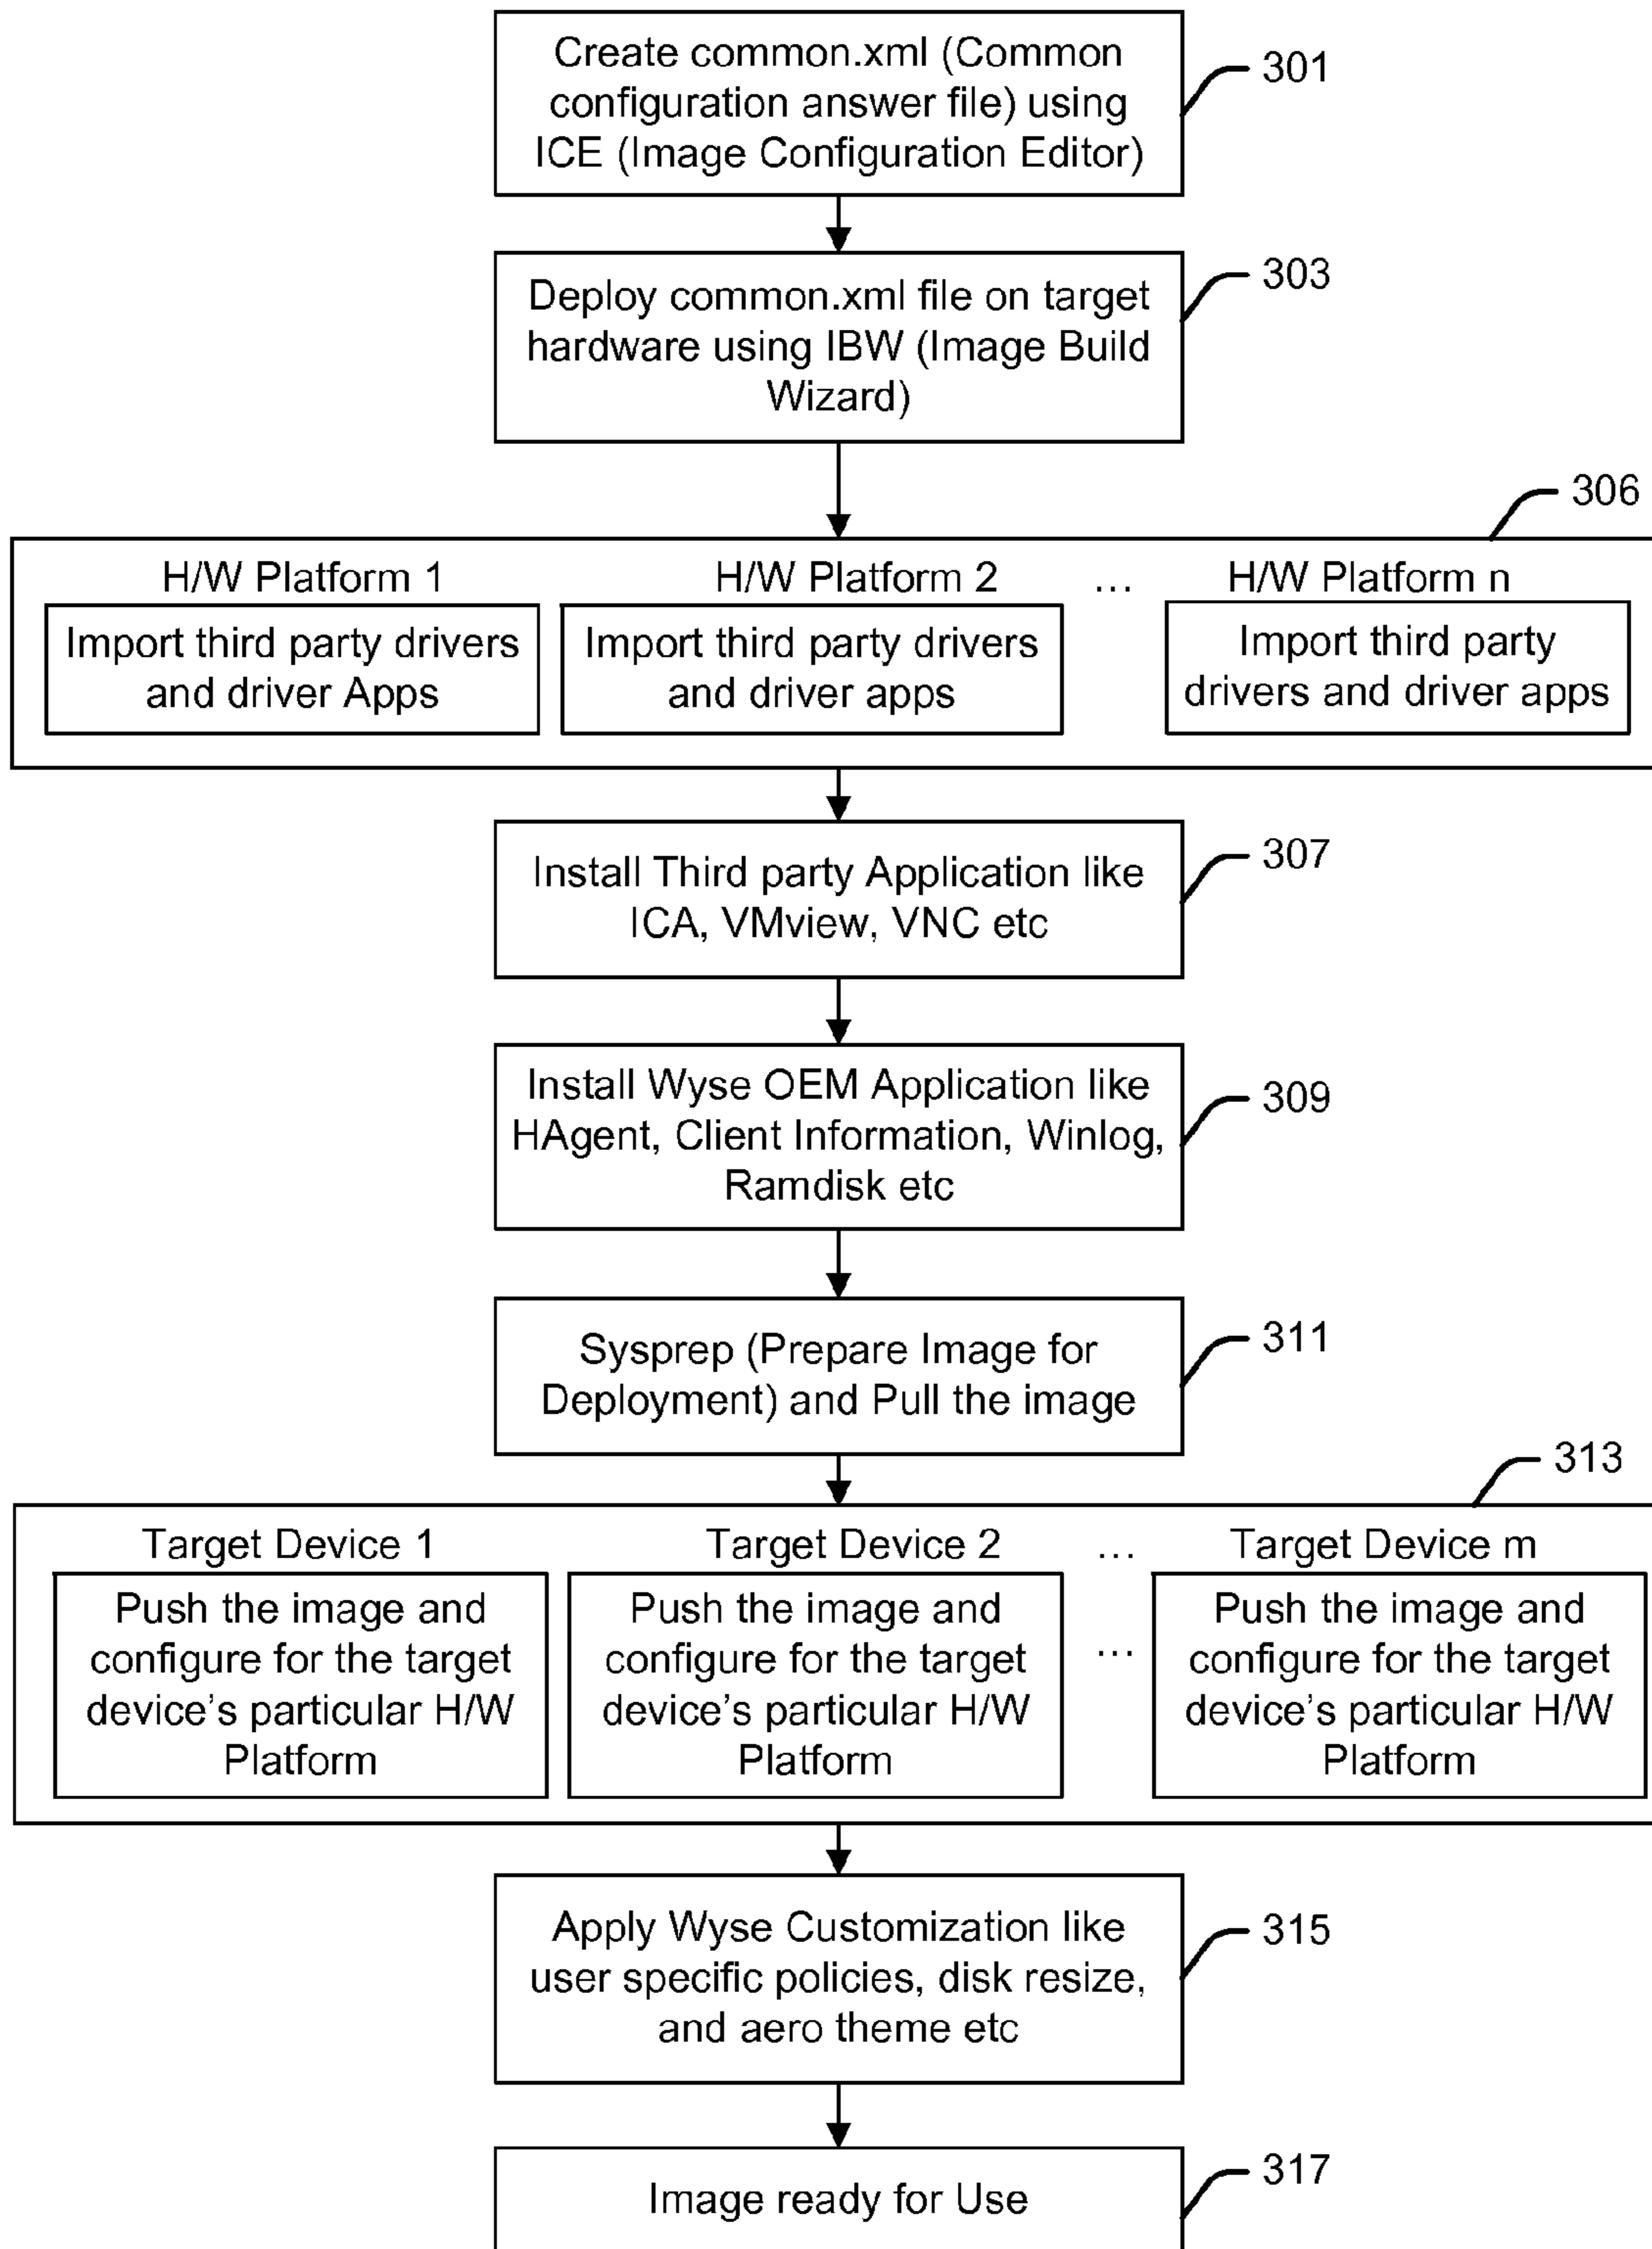 Create common.xml (Common
configuration answer file) using
ICE (Image Configuration Editor)
301
Deploy common.xml file on target
hardware using IBW (Image Build
Wizard)
303
306
H/W Platform 1
Import third party drivers
and driver Apps
H/W Platform 2
Import third party drivers
and driver apps
...
H/W Platform n
Import third party
drivers and driver apps
Install Third party Application like
ICA, VMview, VNC etc
307
Install Wyse OEM Application like
HAgent, Client Information, Winlog,
Ramdisk etc
309
Sysprep (Prepare Image for
Deployment) and Pull the image
311
313
Target Device 1
Push the image and
configure for the target
device's particular H/W
Platform
Target Device 2
Push the image and
configure for the target
device's particular H/W
Platform
...
...
Target Device m
Push the image and
configure for the target
device's particular H/W
Platform
Apply Wyse Customization like
user specific policies, disk resize,
and aero theme etc
315
Image ready for Use
317